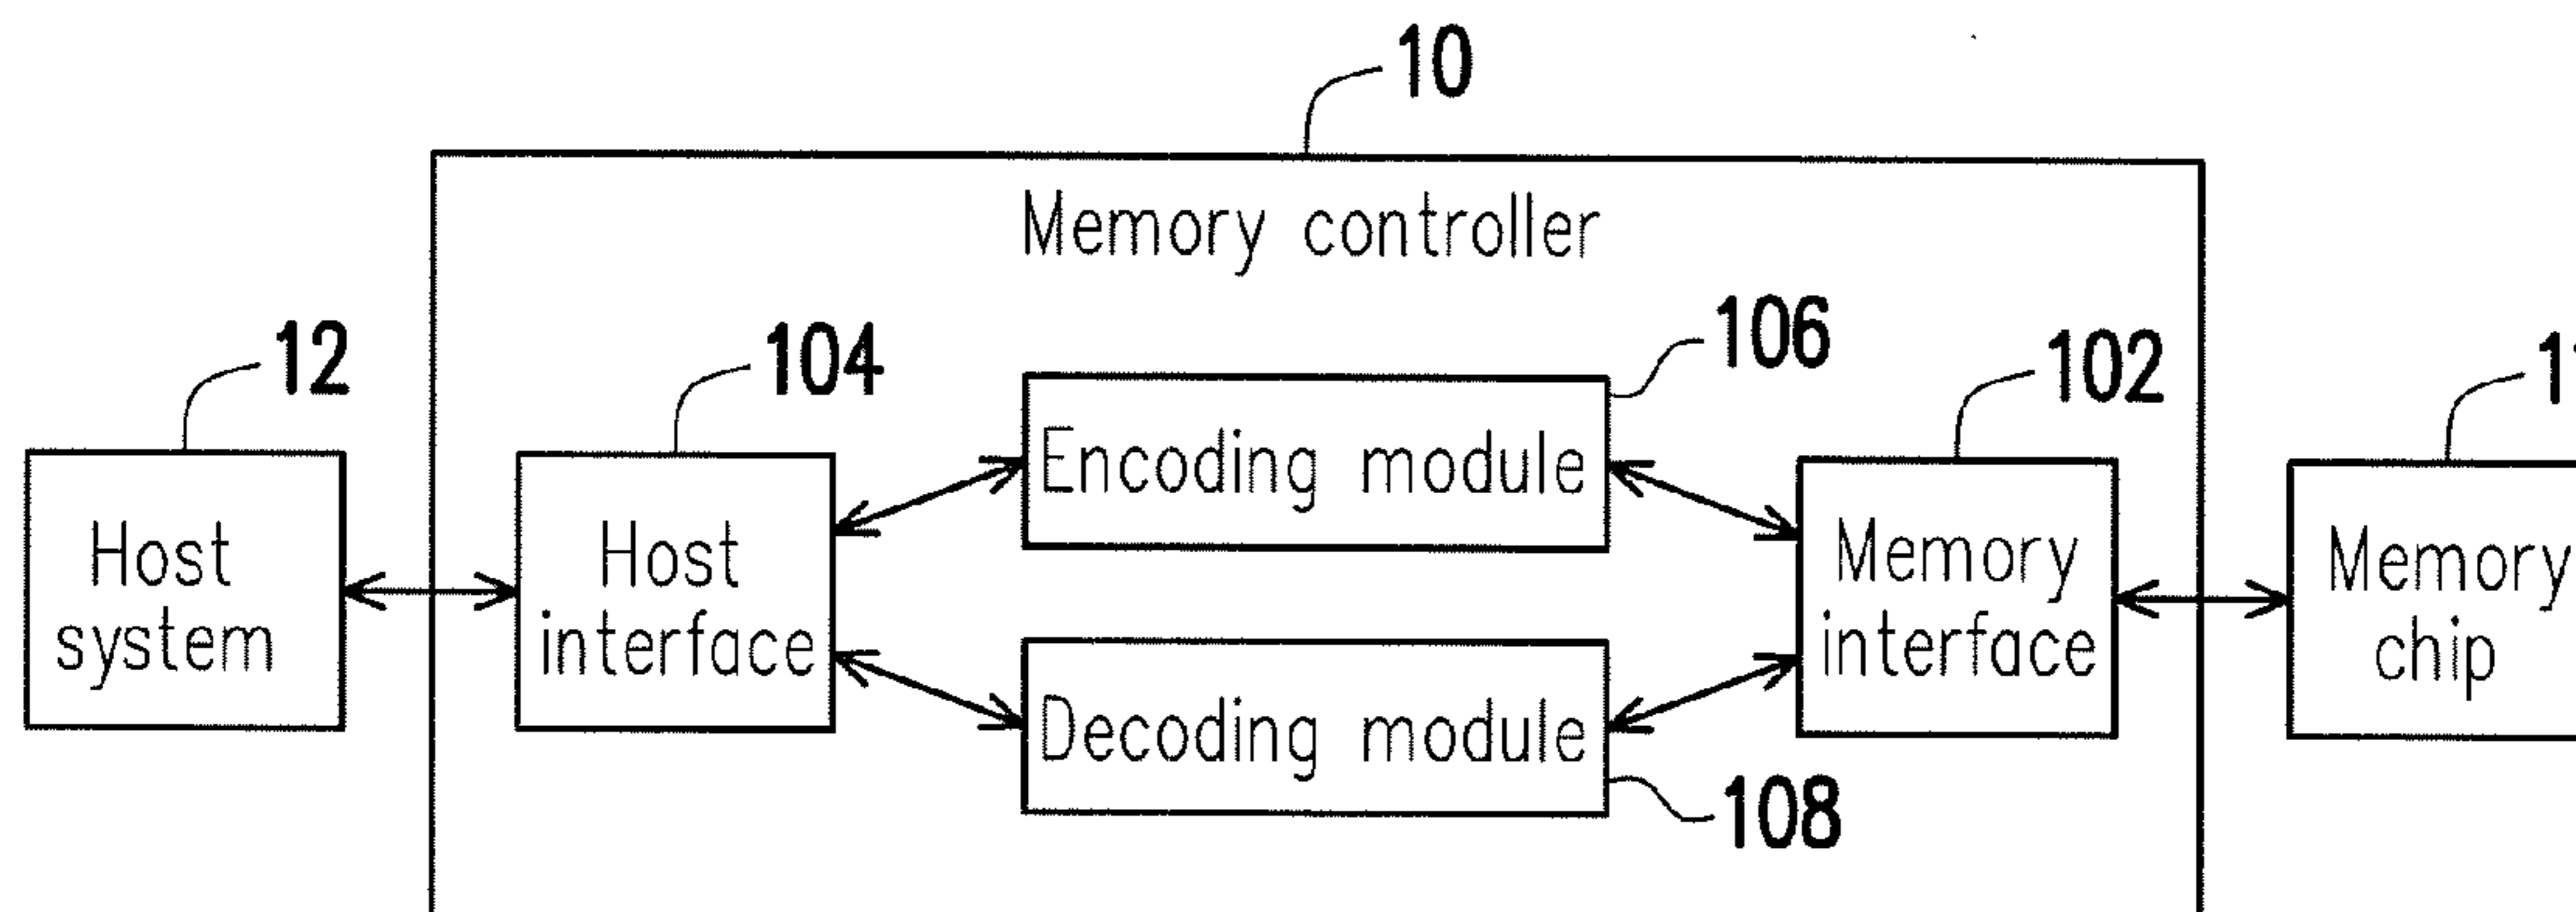 10
Memory controller
12
104
106
102
Host
system
Host
interface
Encoding module
Decoding module
Memory
interface
Memory
chip
108